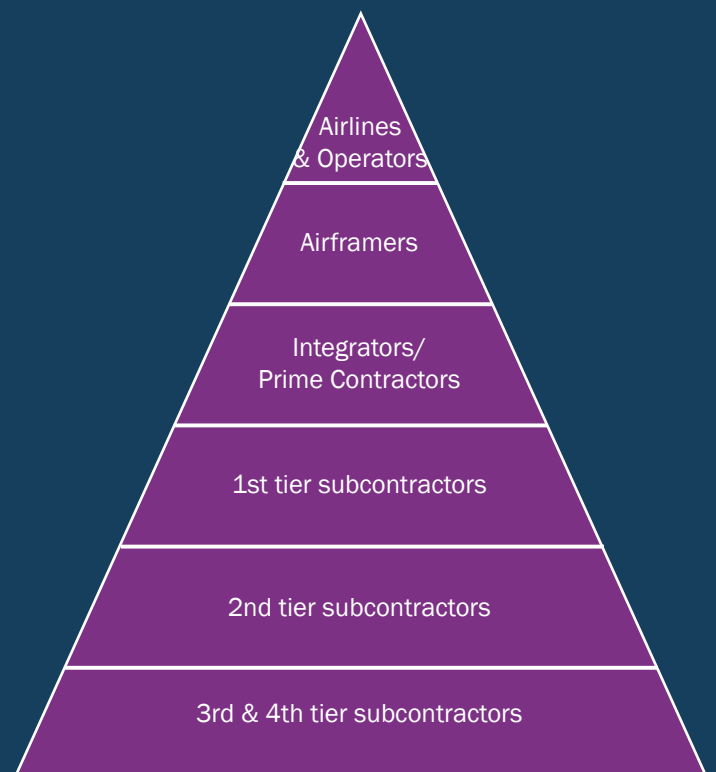 Airlines
& Operators
Airframers
Integrators/
Prime Contractors
1st tier subcontractors
2nd tier subcontractors
3rd & 4th tier subcontractors